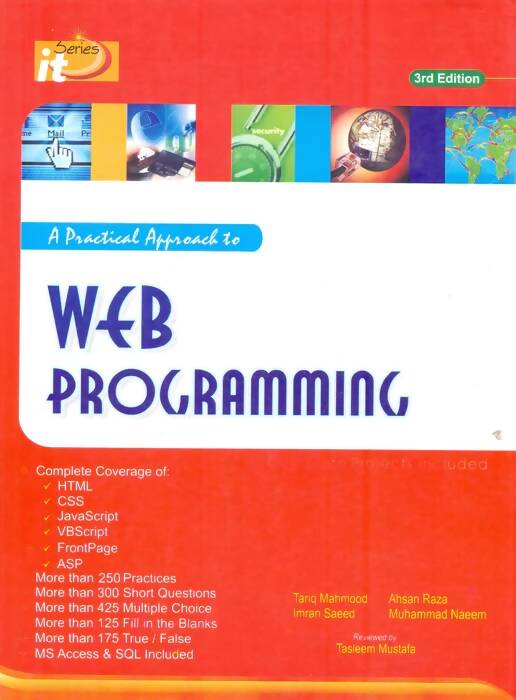 it Series
3rd Edition
Mail
security
A Practical Approach to
WEB
PROGRAMMING
Projects Included
Complete Coverage of:
HTML
CSS
JavaScript
VBScript
FrontPage
ASP
More than 250 Practices
More than 300 Short Questions
More than 425 Multiple Choice
More than 125 Fill in the Blanks
More than 175 True / False
MS Access & SQL Included
Tariq Mahmood Ahsan Raza
Imran Saeed Muhammad Naeem
Reviewed by
Tasleem Mustafa